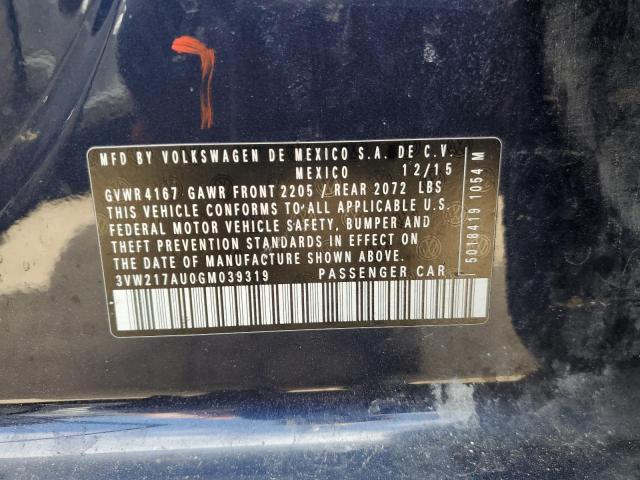 MFD BY VOLKSWAGEN DE MEXICO S.A. DE C.V.
MEXICO 12/15
GVWR 4167 GAWR FRONT 2205 / REAR 2072 LBS
THIS VEHICLE CONFORMS TO ALL APPLICABLE U.S.
FEDERAL MOTOR VEHICLE SAFETY, BUMPER AND
THEFT PREVENTION STANDARDS IN EFFECT ON
THE DATE OF MANUFACTURE SHOWN ABOVE.
3VW217AU0GM039319 PASSENGER CAR
5018419 1054 M